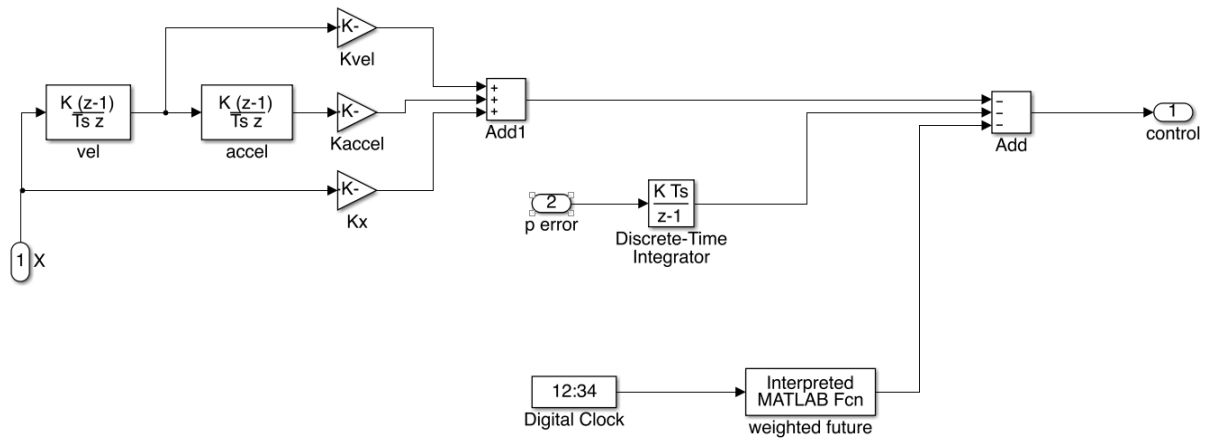 K-
Kvel
K (z-1)
Ts z
vel
K (z-1)
Ts z
accel
K-
Kaccel
K-
Kx
+
+
+
Add1
1
X
2
p error
K Ts
z-1
Discrete-Time
Integrator
12:34
Digital Clock
Interpreted
MATLAB Fcn
weighted future
−
−
−
Add
1
control